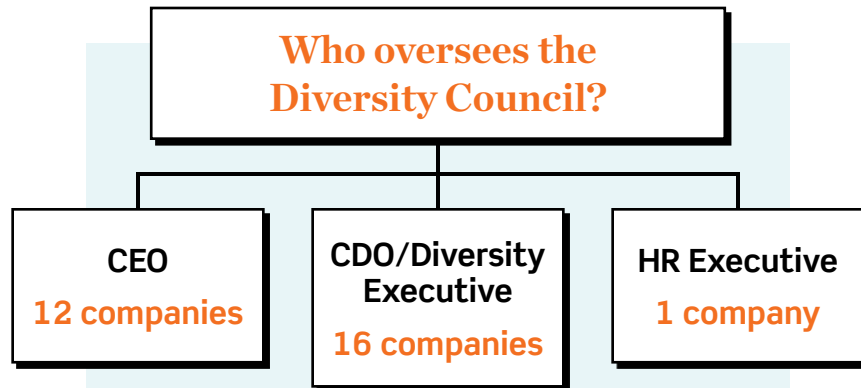 Who oversees the
Diversity Council?
CEO
12 companies
CDO/Diversity
Executive
16 companies
HR Executive
1 company